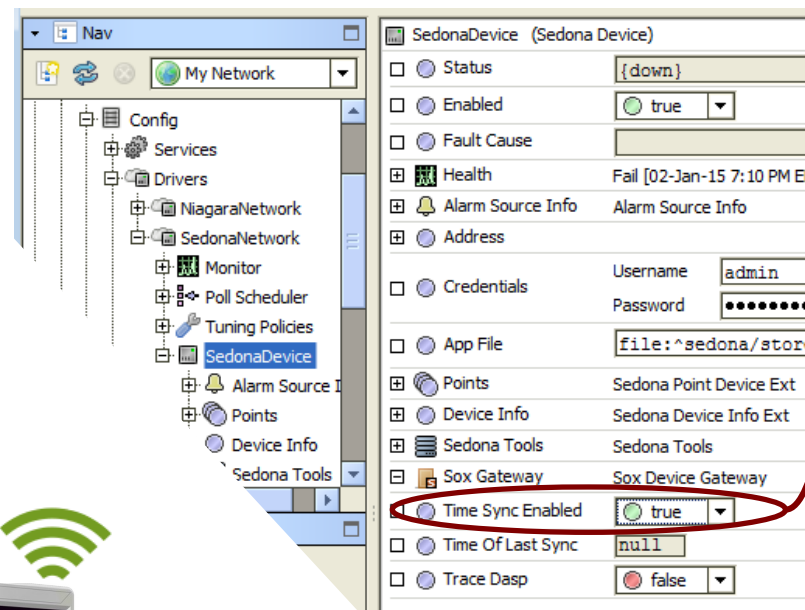 Nav
My Network
Config
Services
Drivers
NiagaraNetwork
SedonaNetwork
Monitor
Poll Scheduler
Tuning Policies
SedonaDevice
Alarm Source I
Points
Device Info
Sedona Tools
SedonaDevice (Sedona Device)
Status {down}
Enabled true
Fault Cause
Health Fail [02-Jan-15 7:10 PM E
Alarm Source Info Alarm Source Info
Address
Credentials Username admin
Password
App File file:^sedona/stor
Points Sedona Point Device Ext
Device Info Sedona Device Info Ext
Sedona Tools Sedona Tools
Sox Gateway Sox Device Gateway
Time Sync Enabled true
Time Of Last Sync null
Trace Dasp false